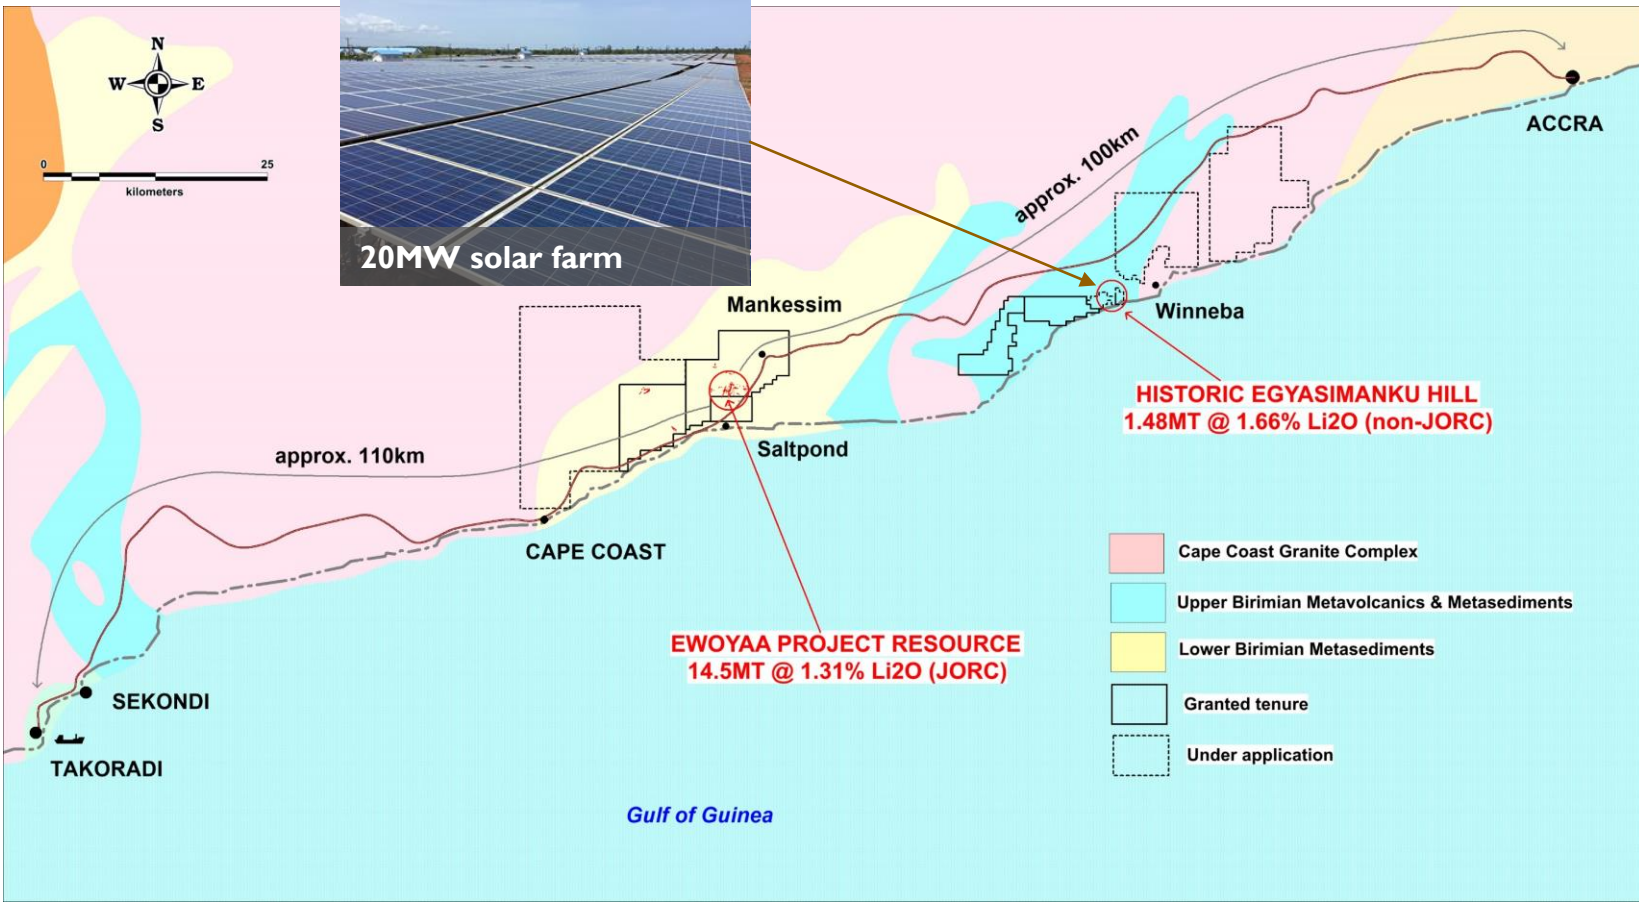 N
W E
S
0 25
kilometers
20MW solar farm
approx. 100km
ACCRA
Mankessim
Winneba
HISTORIC EGYASIMANKU HILL
1.48MT @ 1.66% Li2O (non-JORC)
Saltpond
approx. 110km
CAPE COAST
EWOYAA PROJECT RESOURCE
14.5MT @ 1.31% Li2O (JORC)
SEKONDI
TAKORADI
Gulf of Guinea
Cape Coast Granite Complex
Upper Birimian Metavolcanics & Metasediments
Lower Birimian Metasediments
Granted tenure
Under application